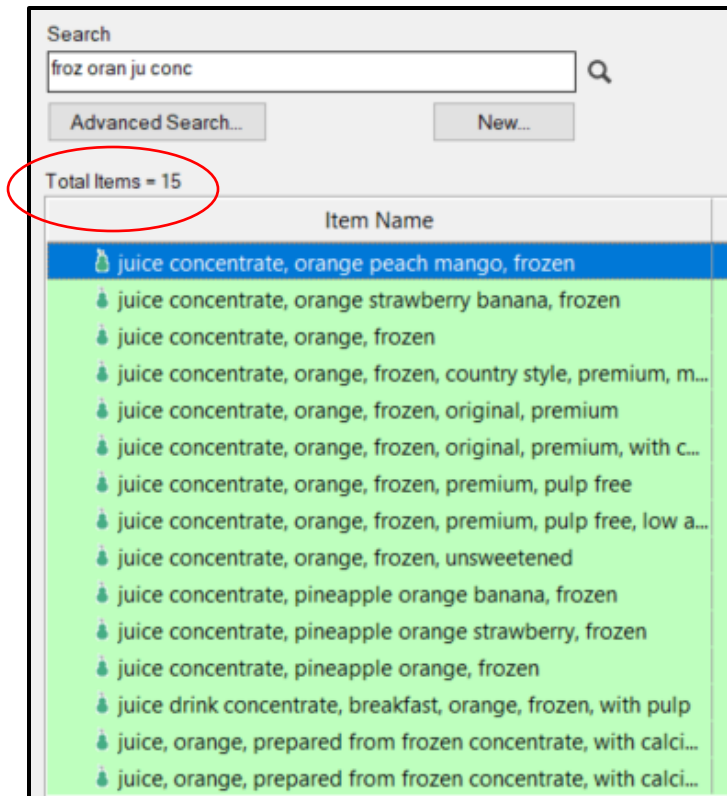 Search
froz oran ju conc
Advanced Search... New...
Total Items = 15
Item Name
juice concentrate, orange peach mango, frozen
juice concentrate, orange strawberry banana, frozen
juice concentrate, orange, frozen
juice concentrate, orange, frozen, country style, premium, m...
juice concentrate, orange, frozen, original, premium
juice concentrate, orange, frozen, original, premium, with c...
juice concentrate, orange, frozen, premium, pulp free
juice concentrate, orange, frozen, premium, pulp free, low a...
juice concentrate, orange, frozen, unsweetened
juice concentrate, pineapple orange banana, frozen
juice concentrate, pineapple orange strawberry, frozen
juice concentrate, pineapple orange, frozen
juice drink concentrate, breakfast, orange, frozen, with pulp
juice, orange, prepared from frozen concentrate, with calci...
juice, orange, prepared from frozen concentrate, with calci...